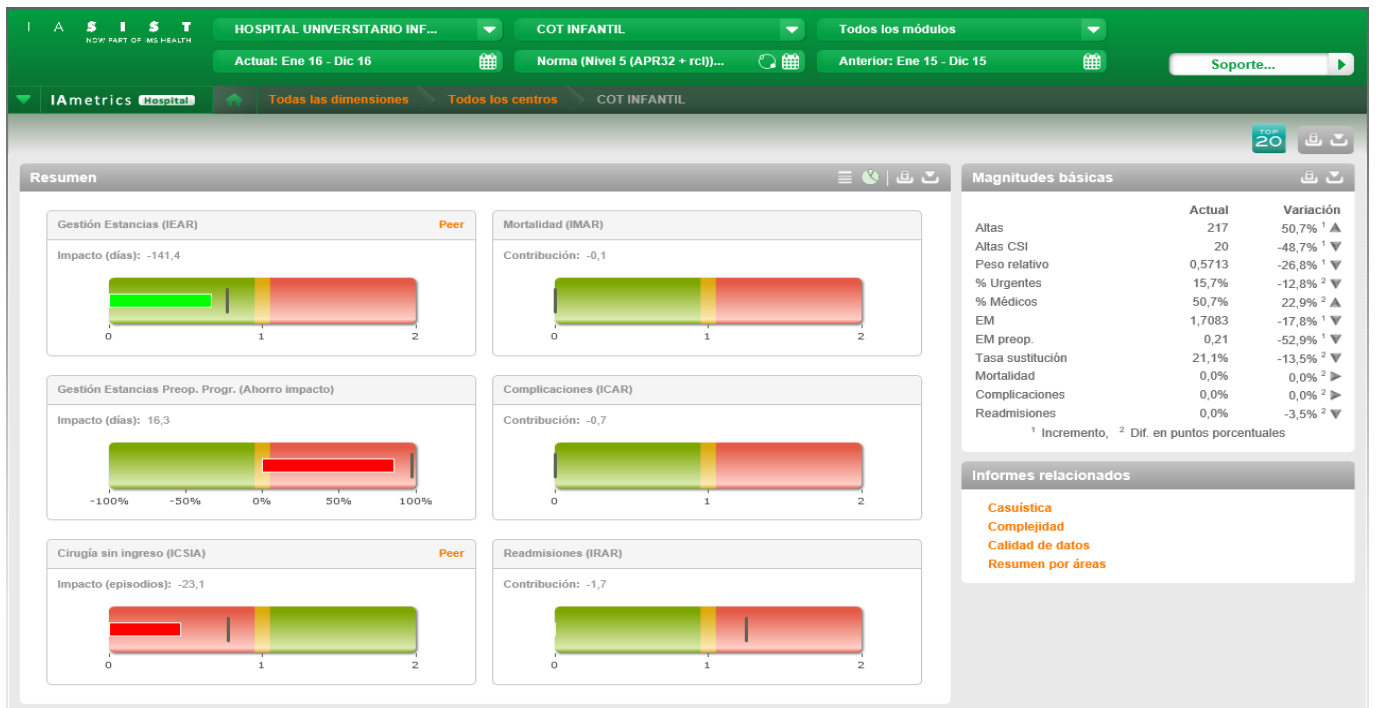 I A S I S T
NOW PART OF IMS HEALTH
HOSPITAL UNIVERSITARIO INF...
COT INFANTIL
Todos los módulos
Actual: Ene 16 - Dic 16
Norma (Nivel 5 (APR32 + rcl))...
Anterior: Ene 15 - Dic 15
Soporte...
IAmetrics Hospital
Todas las dimensiones
Todos los centros
COT INFANTIL
TOP 20
Resumen
Gestión Estancias (IEAR) Peer
Impacto (días): -141,4
0 1 2
Mortalidad (IMAR)
Contribución: -0,1
0 1 2
Gestión Estancias Preop. Progr. (Ahorro impacto)
Impacto (días): 16,3
-100% -50% 0% 50% 100%
Complicaciones (ICAR)
Contribución: -0,7
0 1 2
Cirugía sin ingreso (ICSIA) Peer
Impacto (episodios): -23,1
0 1 2
Readmisiones (IRAR)
Contribución: -1,7
0 1 2
Magnitudes básicas
Actual Variación
Altas 217 50,7% ¹
Altas CSI 20 -48,7% ¹
Peso relativo 0,5713 -26,8% ¹
% Urgentes 15,7% -12,8% ²
% Médicos 50,7% 22,9% ²
EM 1,7083 -17,8% ¹
EM preop. 0,21 -52,9% ¹
Tasa sustitución 21,1% -13,5% ²
Mortalidad 0,0% 0,0% ²
Complicaciones 0,0% 0,0% ²
Readmisiones 0,0% -3,5% ²
¹ Incremento, ² Dif. en puntos porcentuales
Informes relacionados
Casuística
Complejidad
Calidad de datos
Resumen por áreas